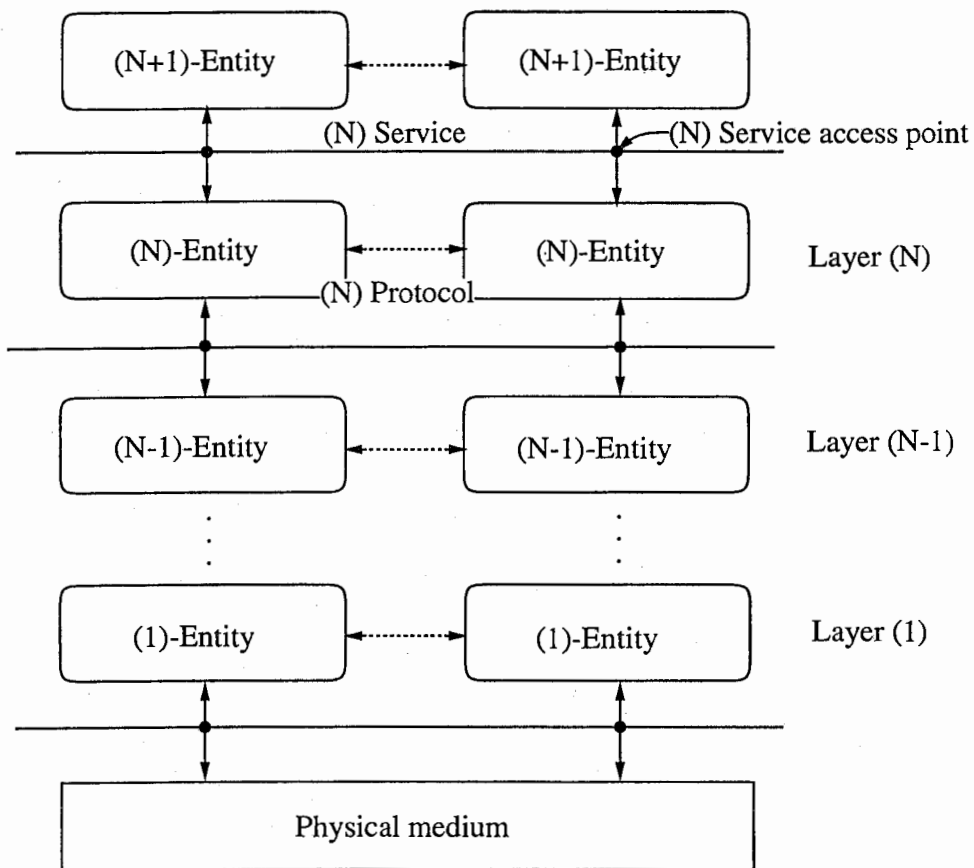 (N+1)-Entity
(N+1)-Entity
(N) Service
(N) Service access point
(N)-Entity
(N)-Entity
Layer (N)
(N) Protocol
(N-1)-Entity
(N-1)-Entity
Layer (N-1)
(1)-Entity
(1)-Entity
Layer (1)
Physical medium